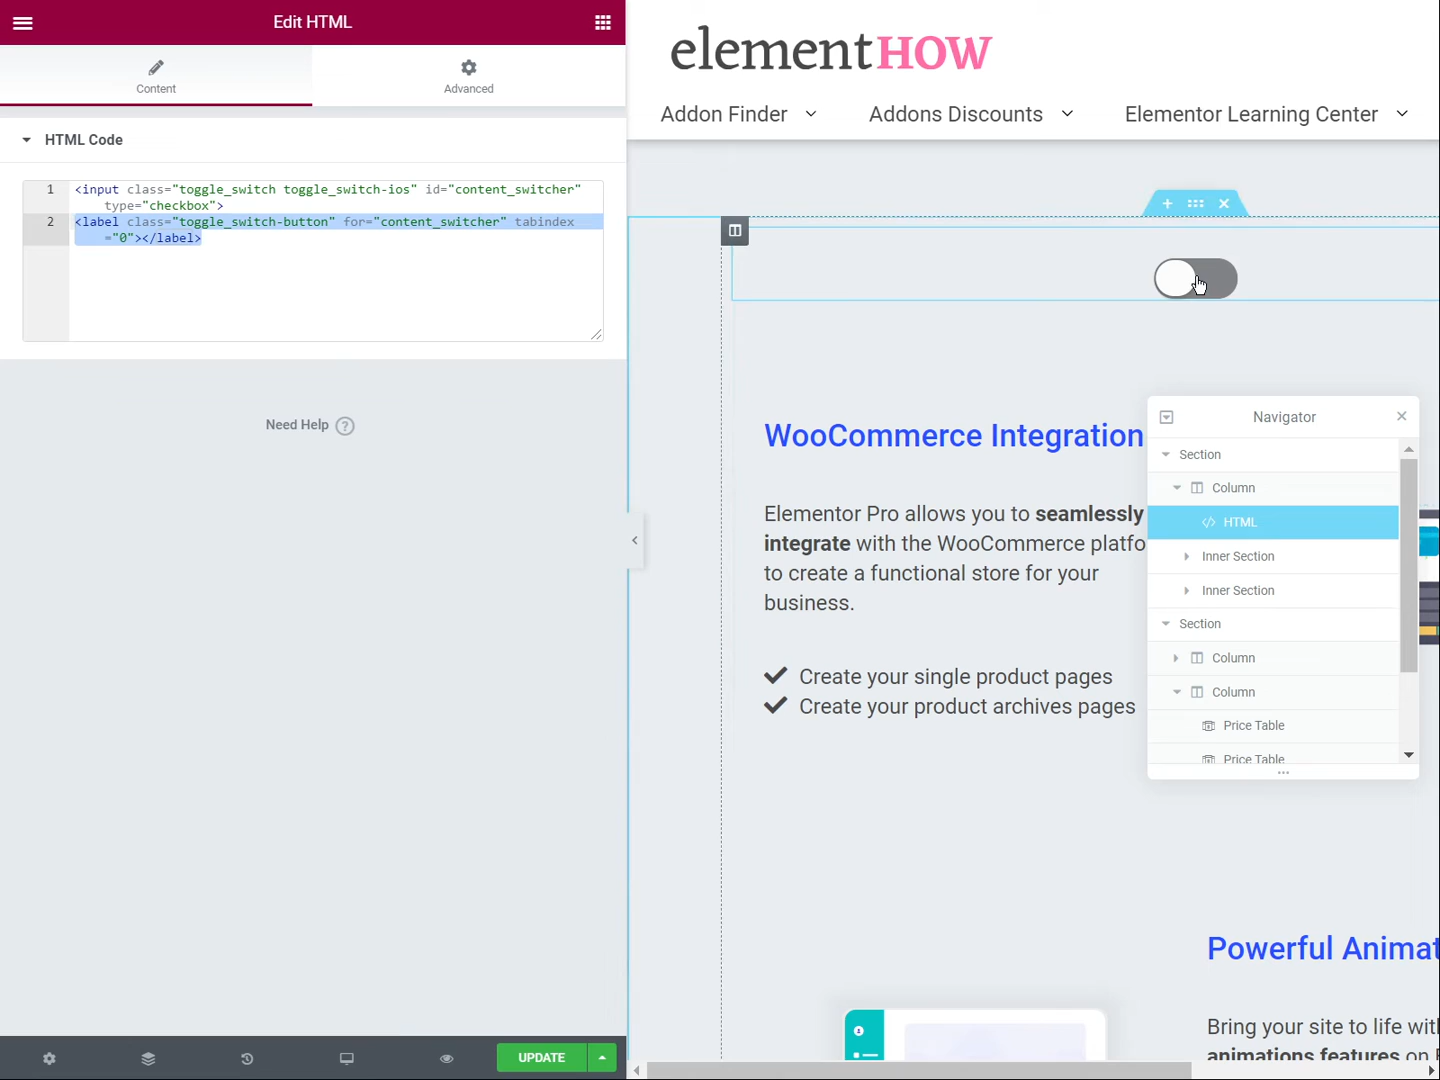 Edit HTML
Content
Advanced
HTML Code
1 <input class="toggle_switch toggle_switch-ios" id="content_switcher"
type="checkbox">
2 <label class="toggle_switch-button" for="content_switcher" tabindex
="0"></label>
Need Help ?
UPDATE
elementHOW
Addon Finder
Addons Discounts
Elementor Learning Center
WooCommerce Integration
Elementor Pro allows you to seamlessly
integrate with the WooCommerce platfo
to create a functional store for your
business.
Create your single product pages
Create your product archives pages
Navigator
Section
Column
</> HTML
Inner Section
Inner Section
Section
Column
Column
Price Table
Price Table
Powerful Animat
1
Bring your site to life wit
animations features on